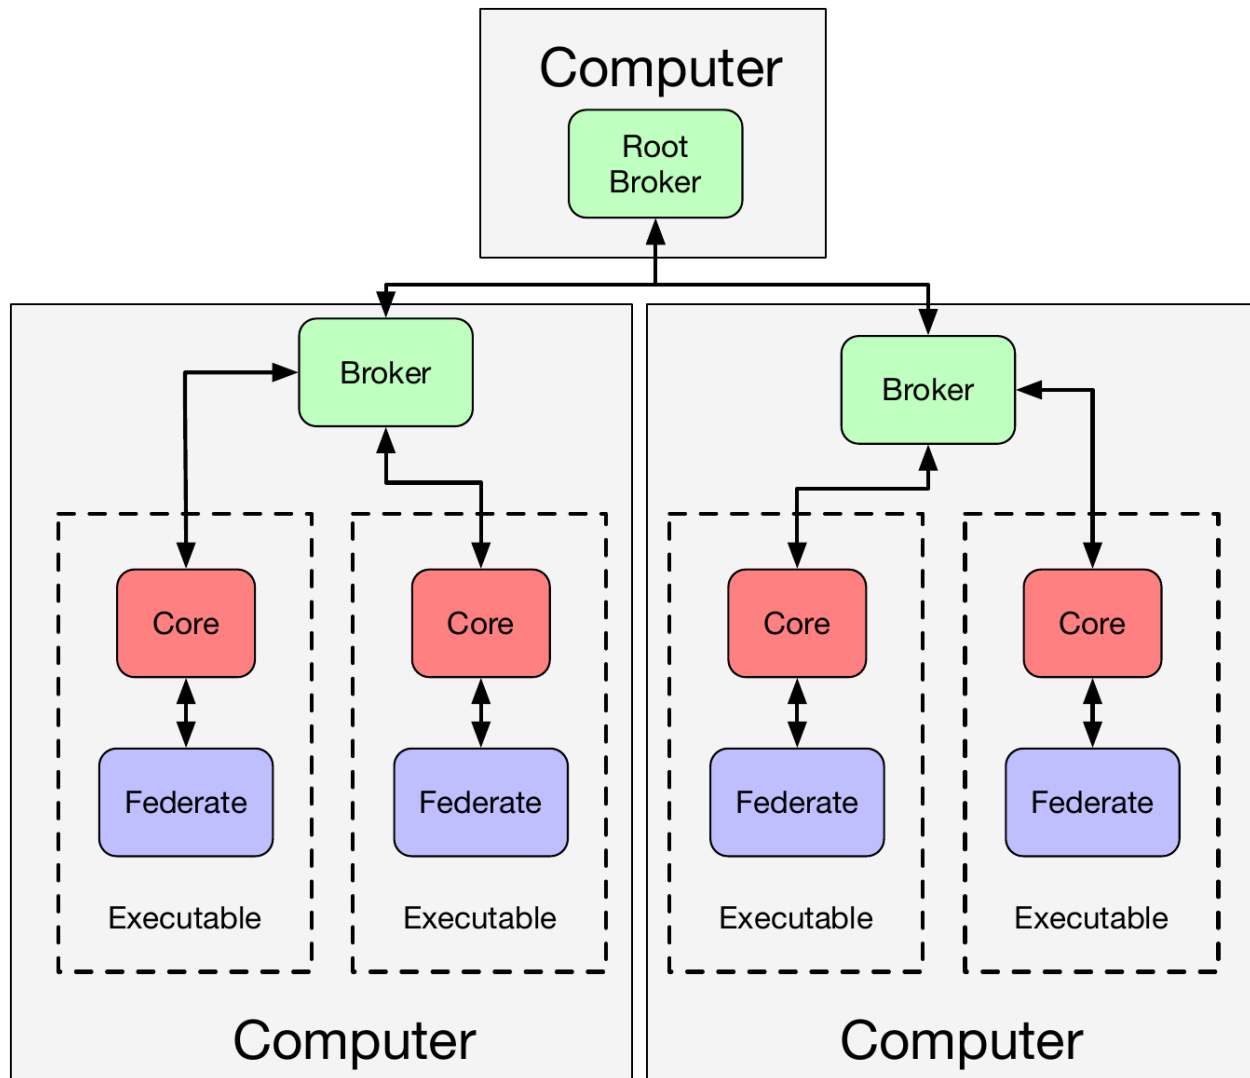 Computer
Root
Broker
Broker
Broker
Core
Core
Core
Core
Federate
Federate
Federate
Federate
Executable
Executable
Executable
Executable
Computer
Computer